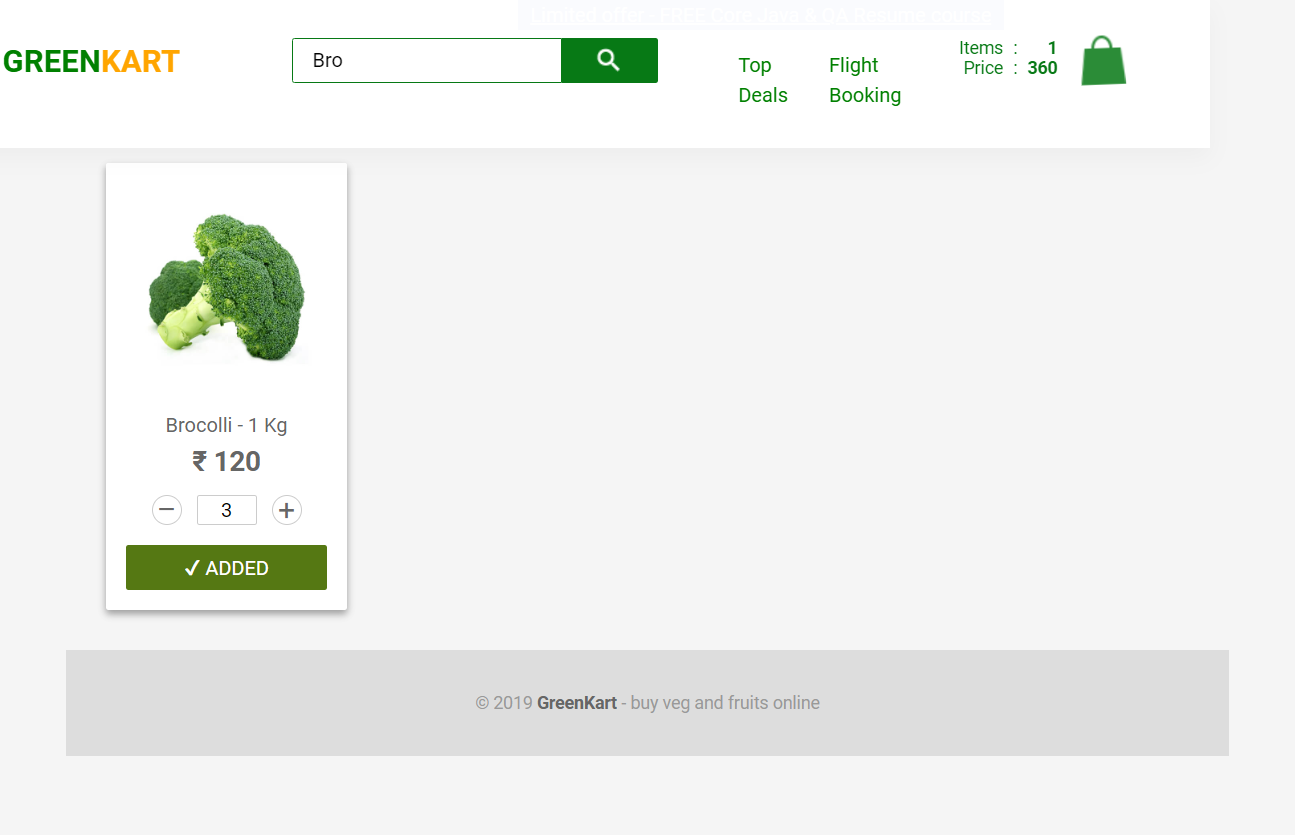 Limited offer - FREE Core Java & QA Resume course
GREENKART
Bro
Top Deals
Flight Booking
Items : 1
Price : 360
Brocolli - 1 Kg
₹ 120
− 3 +
✓ ADDED
© 2019 GreenKart - buy veg and fruits online